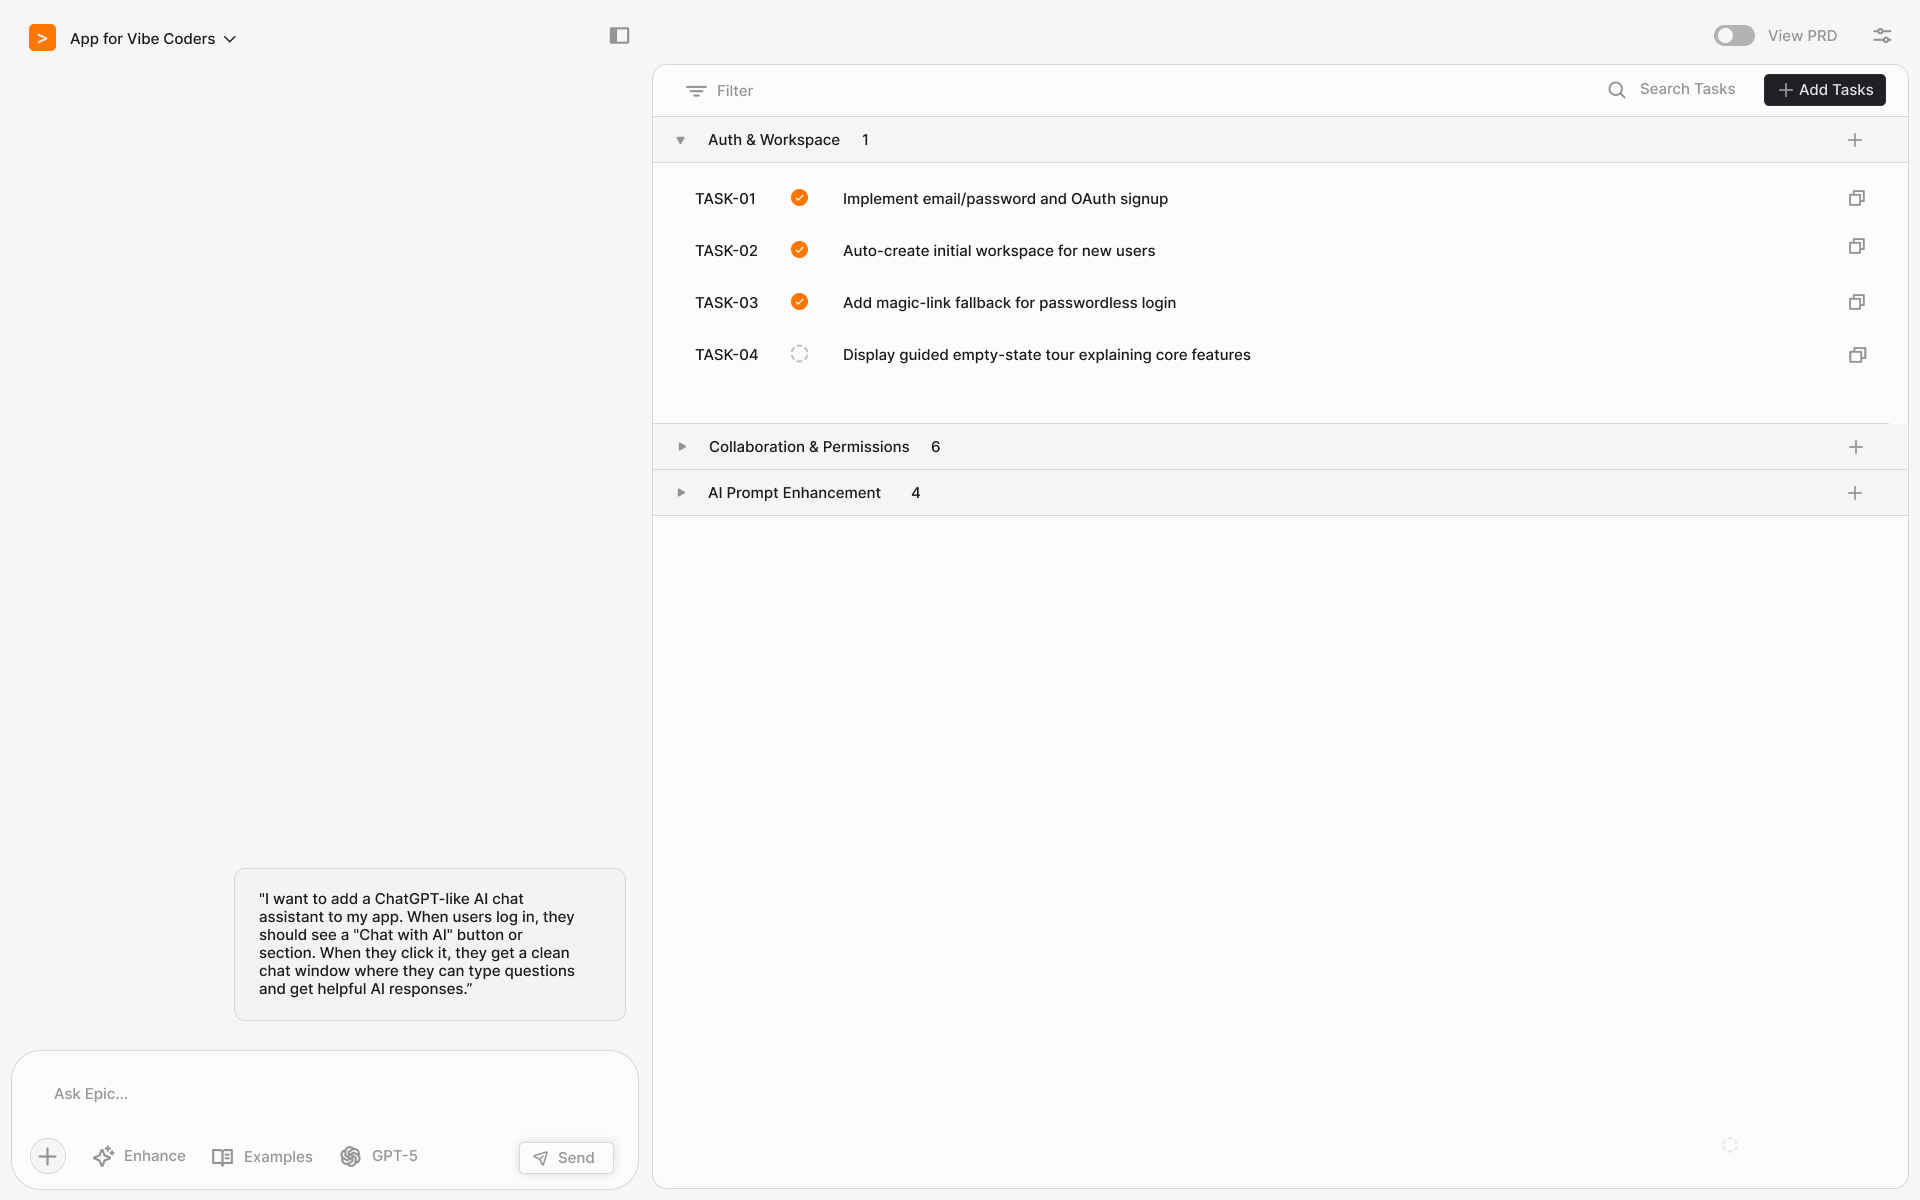 App for Vibe Coders
View PRD
Filter
Search Tasks
Add Tasks
Auth & Workspace 1
TASK-01 Implement email/password and OAuth signup
TASK-02 Auto-create initial workspace for new users
TASK-03 Add magic-link fallback for passwordless login
TASK-04 Display guided empty-state tour explaining core features
Collaboration & Permissions 6
AI Prompt Enhancement 4
"I want to add a ChatGPT-like AI chat
assistant to my app. When users log in, they
should see a "Chat with AI" button or
section. When they click it, they get a clean
chat window where they can type questions
and get helpful AI responses.”
Ask Epic...
Enhance
Examples
GPT-5
Send